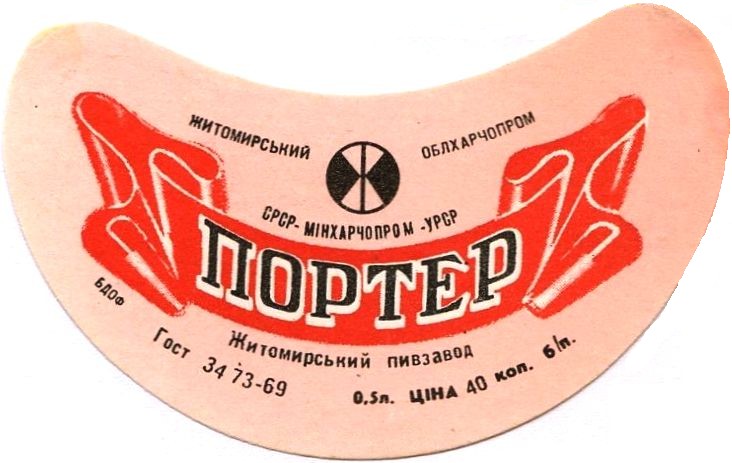 ЖИТОМИРСЬКИЙ ОБЛХАРЧОПРОМ
Ж
СРСР-МІНХАРЧОПРОМ-УРСР
ПОРТЕР
БДОФ
Житомирський пивзавод
Гост 3473-69
0,5л. ЦІНА 40 коп. б/п.